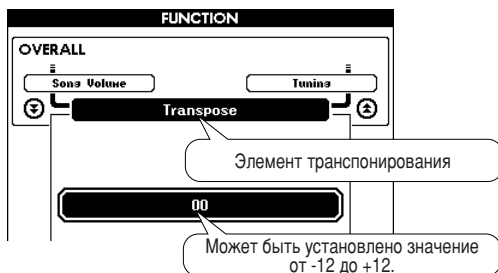 FUNCTION
OVERALL
Song Volume
Tuning
Transpose
Элемент транспонирования
00
Может быть установлено значение
от -12 до +12.